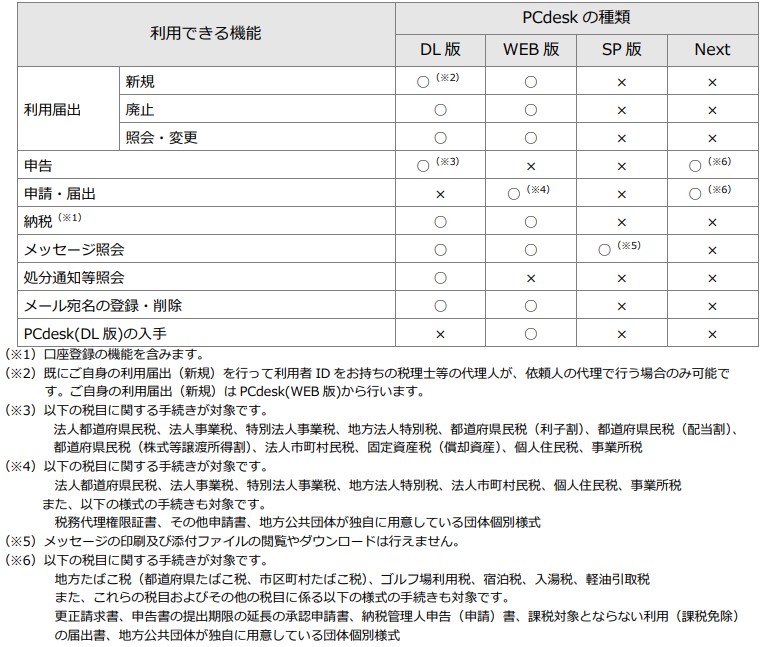 利用できる機能 PCdesk の種類
DL 版 WEB 版 SP 版 Next
利用届出 新規 ○（※2） ○ × ×
廃止 ○ ○ × ×
照会・変更 ○ ○ × ×
申告 ○（※3） × × ○（※6）
申請・届出 × ○（※4） × ○（※6）
納税（※1） ○ ○ × ×
メッセージ照会 ○ ○ ○（※5） ×
処分通知等照会 ○ × × ×
メール宛名の登録・削除 ○ ○ × ×
PCdesk(DL 版)の入手 × ○ × ×
（※1）口座登録の機能を含みます。
（※2）既にご自身の利用届出（新規）を行って利用者 ID をお持ちの税理士等の代理人が、依頼人の代理で行う場合のみ可能で
す。ご自身の利用届出（新規）は PCdesk(WEB 版)から行います。
（※3）以下の税目に関する手続きが対象です。
法人都道府県民税、法人事業税、特別法人事業税、地方法人特別税、都道府県民税（利子割）、都道府県民税（配当割）、
都道府県民税（株式等譲渡所得割）、法人市町村民税、固定資産税（償却資産）、個人住民税、事業所税
（※4）以下の税目に関する手続きが対象です。
法人都道府県民税、法人事業税、特別法人事業税、地方法人特別税、法人市町村民税、個人住民税、事業所税
また、以下の様式の手続きも対象です。
税務代理権限証書、その他申請書、地方公共団体が独自に用意している団体個別様式
（※5）メッセージの印刷及び添付ファイルの閲覧やダウンロードは行えません。
（※6）以下の税目に関する手続きが対象です。
地方たばこ税（都道府県たばこ税、市区町村たばこ税）、ゴルフ場利用税、宿泊税、入湯税、軽油引取税
また、これらの税目およびその他の税目に係る以下の様式の手続きも対象です。
更正請求書、申告書の提出期限の延長の承認申請書、納税管理人申告（申請）書、課税対象とならない利用（課税免除）
の届出書、地方公共団体が独自に用意している団体個別様式